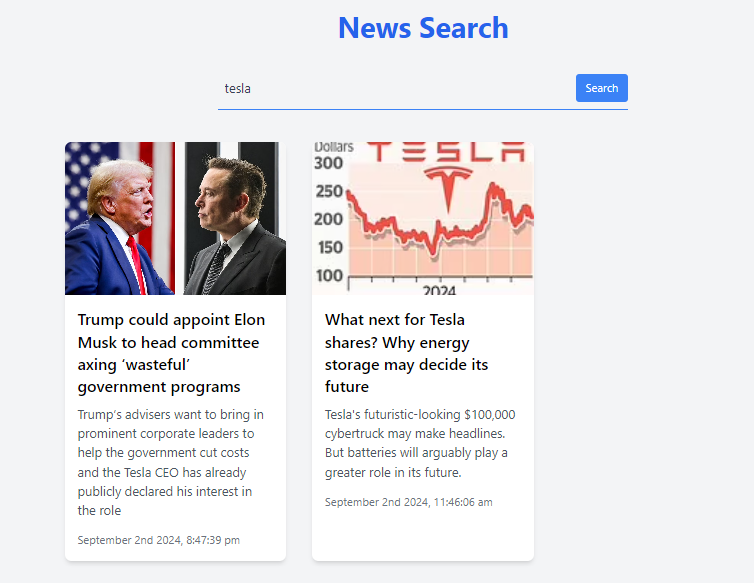 News Search
tesla
Search
Trump could appoint Elon
Musk to head committee
axing ‘wasteful’
government programs
Trump’s advisers want to bring in
prominent corporate leaders to
help the government cut costs
and the Tesla CEO has already
publicly declared his interest in
the role
September 2nd 2024, 8:47:39 pm
Dollars
TESLA
300
250
200
150
100
2024
What next for Tesla
shares? Why energy
storage may decide its
future
Tesla's futuristic-looking $100,000
cybertruck may make headlines.
But batteries will arguably play a
greater role in its future.
September 2nd 2024, 11:46:06 am